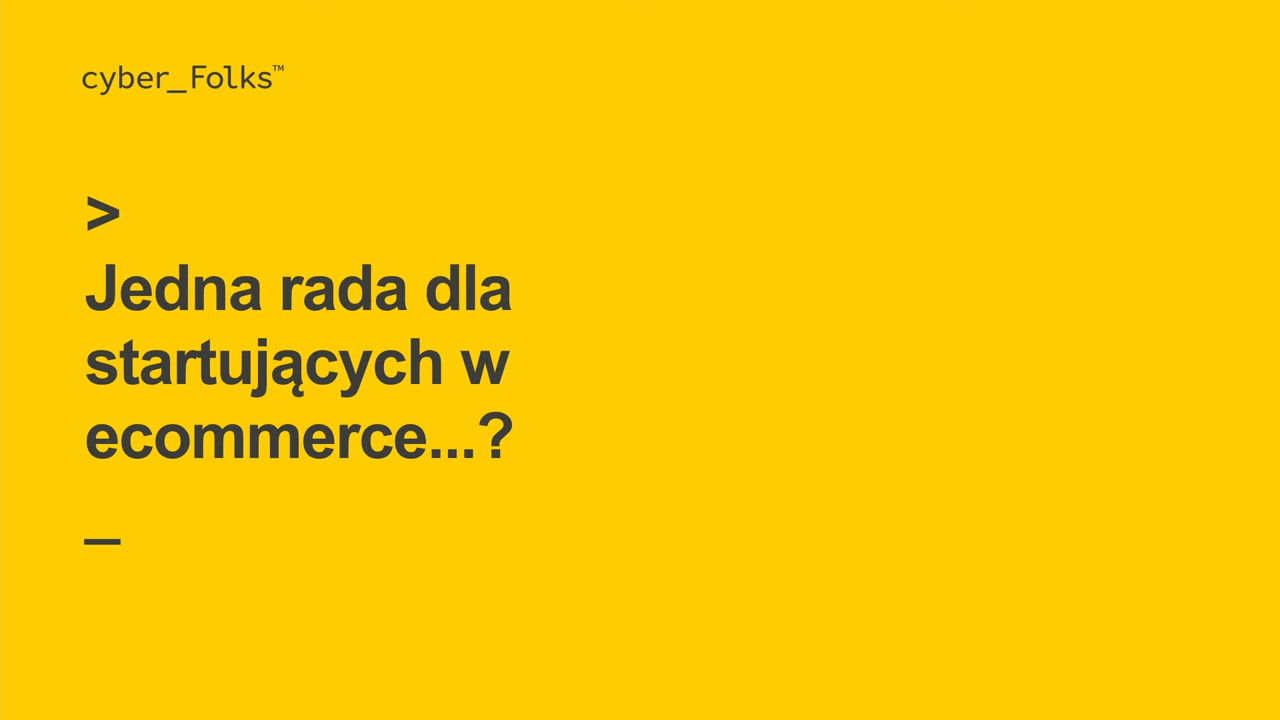 cyber_Folks™
>
Jedna rada dla
startujących w
ecommerce...?
_